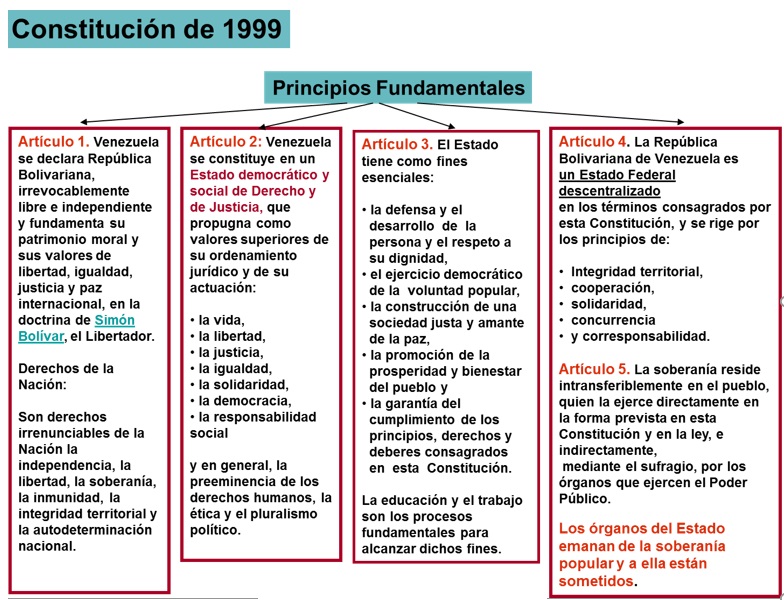 Constitución de 1999
Principios Fundamentales
Artículo 1. Venezuela
se declara República
Bolivariana,
irrevocablemente
libre e independiente
y fundamenta su
patrimonio moral y
sus valores de
libertad, igualdad,
justicia y paz
internacional, en la
doctrina de Simón
Bolívar, el Libertador.
Derechos de la
Nación:
Son derechos
irrenunciables de la
Nación la
independencia, la
libertad, la soberanía,
la inmunidad, la
integridad territorial y
la autodeterminación
nacional.
Artículo 2: Venezuela
se constituye en un
Estado democrático y
social de Derecho y
de Justicia, que
propugna como
valores superiores de
su ordenamiento
jurídico y de su
actuación:
• la vida,
• la libertad,
• la justicia,
• la igualdad,
• la solidaridad,
• la democracia,
• la responsabilidad
social
y en general, la
preeminencia de los
derechos humanos, la
ética y el pluralismo
político.
Artículo 3. El Estado
tiene como fines
esenciales:
• la defensa y el
desarrollo de la
persona y el respeto a
su dignidad,
• el ejercicio democrático
de la voluntad popular,
• la construcción de una
sociedad justa y amante
de la paz,
• la promoción de la
prosperidad y bienestar
del pueblo y
• la garantía del
cumplimiento de los
principios, derechos y
deberes consagrados
en esta Constitución.
La educación y el trabajo
son los procesos
fundamentales para
alcanzar dichos fines.
Artículo 4. La República
Bolivariana de Venezuela es
un Estado Federal
descentralizado
en los términos consagrados por
esta Constitución, y se rige por
los principios de:
• Integridad territorial,
• cooperación,
• solidaridad,
• concurrencia
• y corresponsabilidad.
Artículo 5. La soberanía reside
intransferiblemente en el pueblo,
quien la ejerce directamente en
la forma prevista en esta
Constitución y en la ley, e
indirectamente,
mediante el sufragio, por los
órganos que ejercen el Poder
Público.
Los órganos del Estado
emanan de la soberanía
popular y a ella están
sometidos.